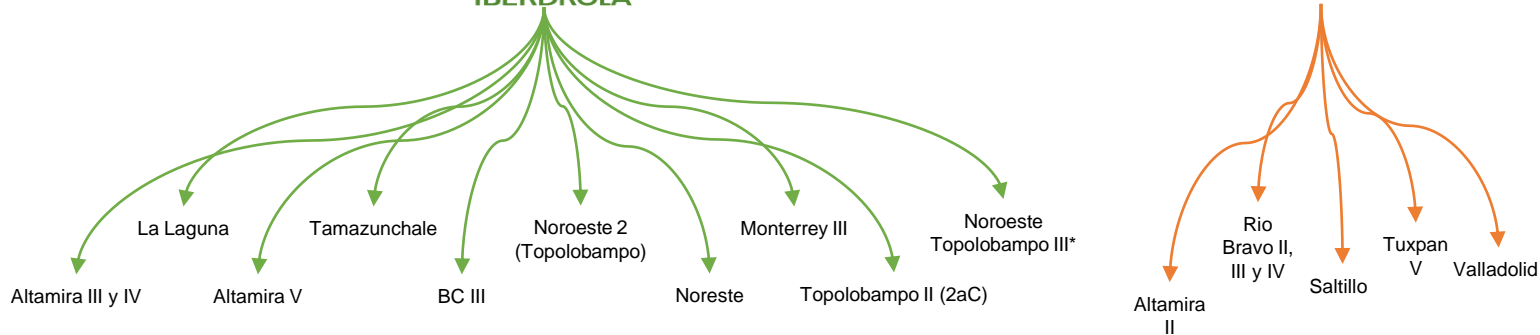 IBERDROLA
La Laguna
Tamazunchale
Noroeste 2
(Topolobampo)
Monterrey III
Noroeste
Topolobampo III*
Altamira III y IV
Altamira V
BC III
Noreste
Topolobampo II (2aC)
Rio
Bravo II,
III y IV
Tuxpan
V
Valladolid
Saltillo
Altamira
II